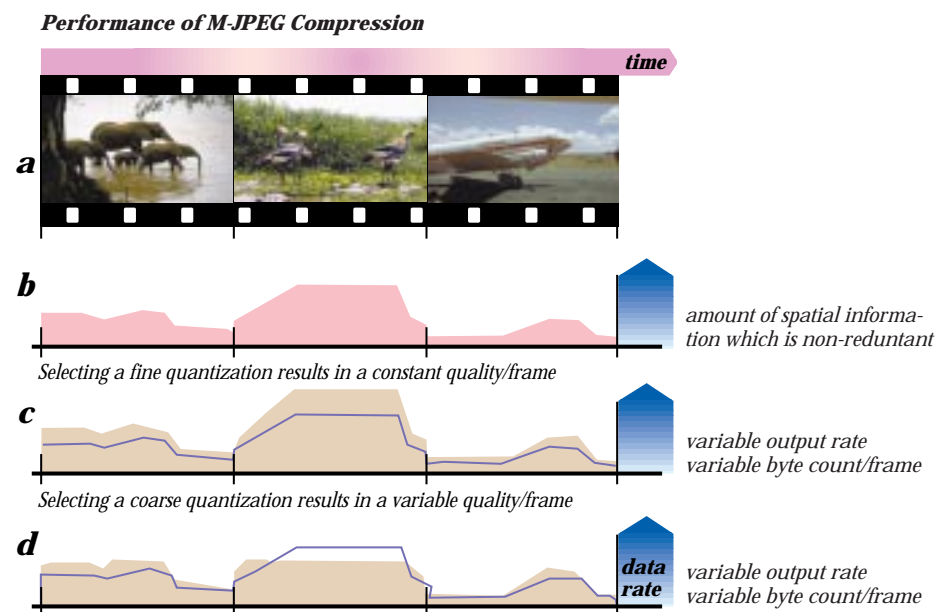 Performance of M-JPEG Compression
time
a
b
amount of spatial informa-
tion which is non-reduntant
Selecting a fine quantization results in a constant quality/frame
c
variable output rate
variable byte count/frame
Selecting a coarse quantization results in a variable quality/frame
d
data
rate
variable output rate
variable byte count/frame